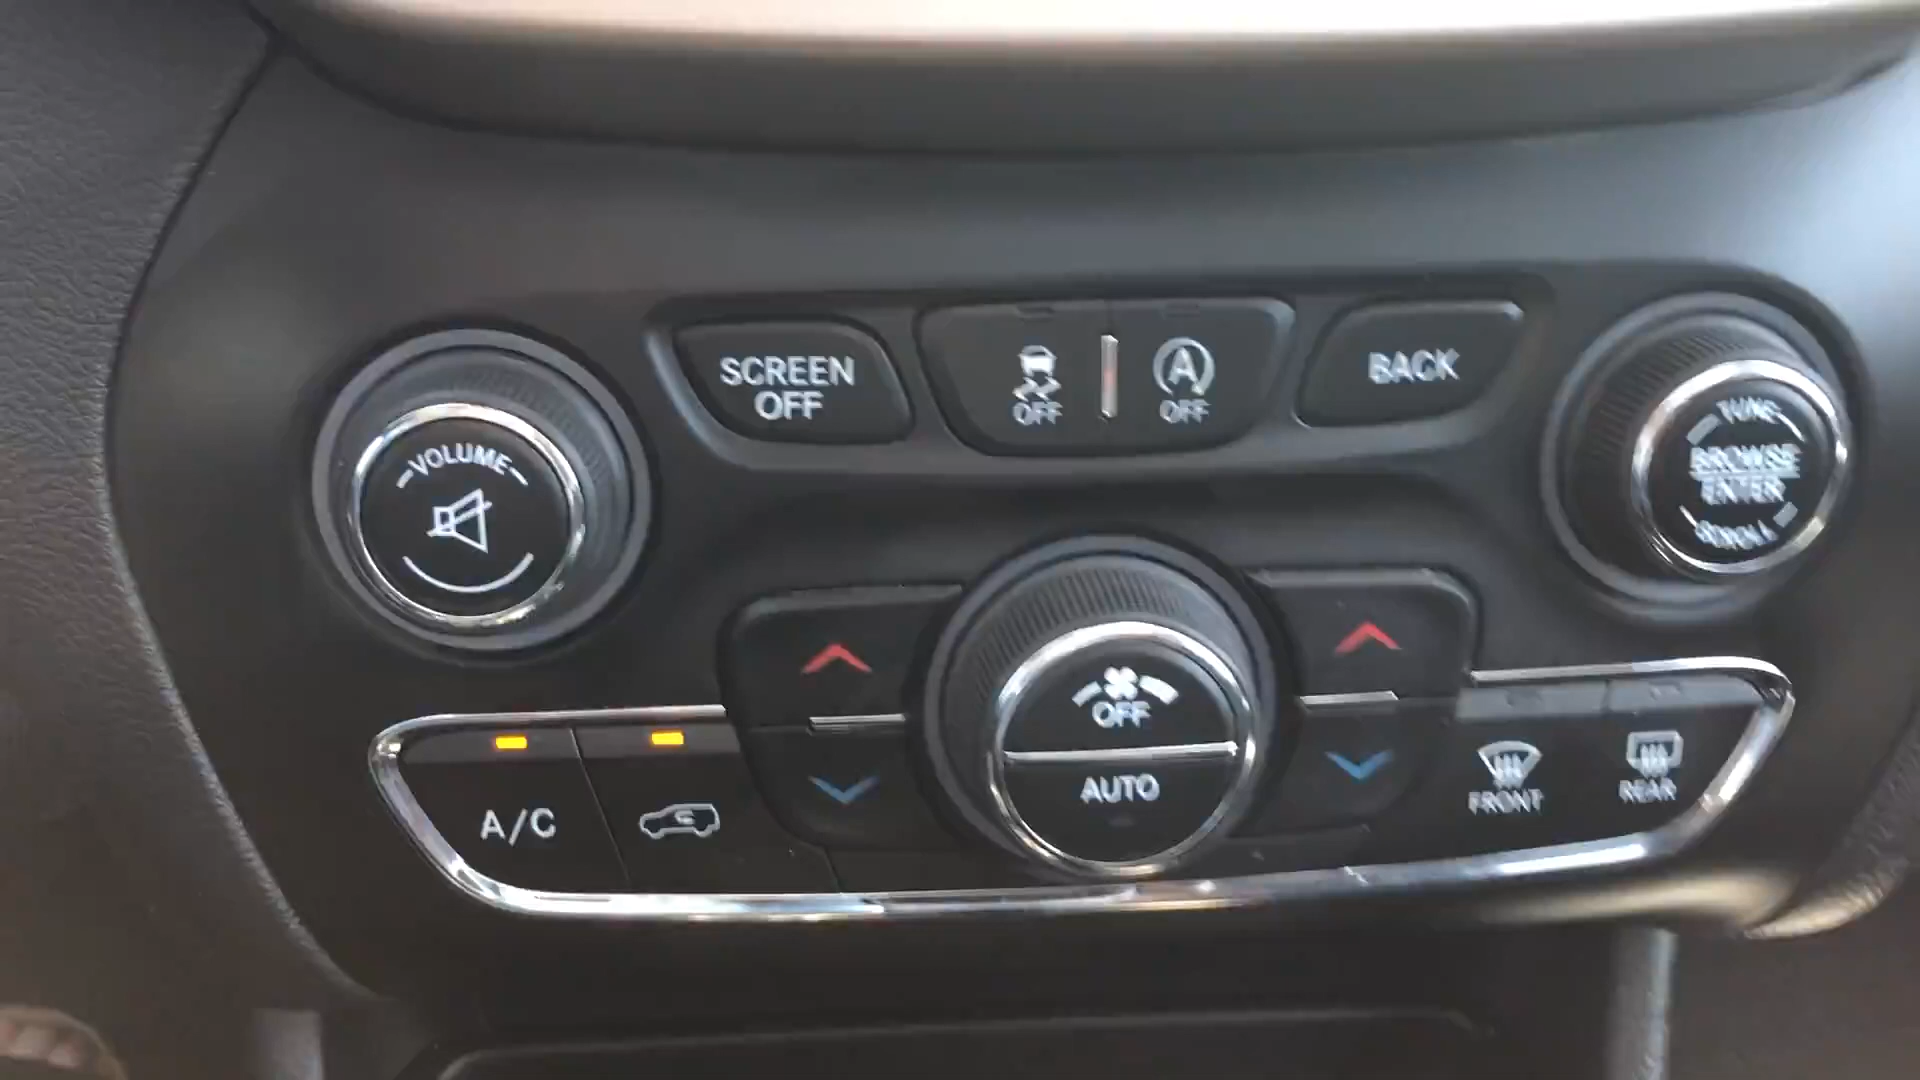 SCREEN
OFF
OFF
A
OFF
BACK
VOLUME
TUNE
BROWSE
ENTER
SCROLL
OFF
AUTO
A/C
FRONT
REAR